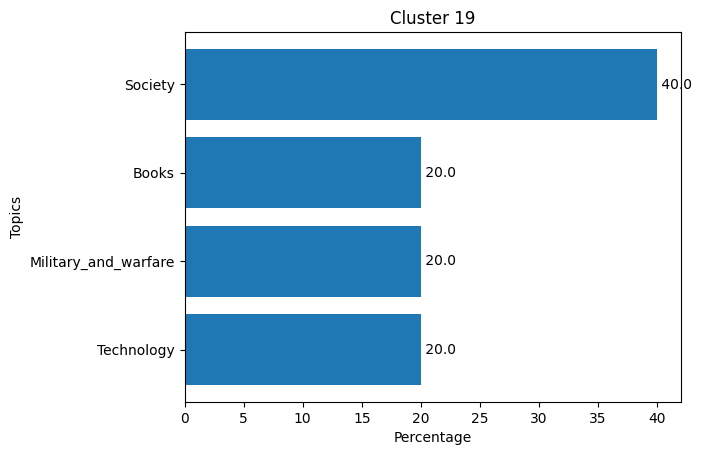 Cluster 19
Society
40.0
Books
20.0
Military_and_warfare
20.0
Technology
20.0
Topics
0 5 10 15 20 25 30 35 40
Percentage